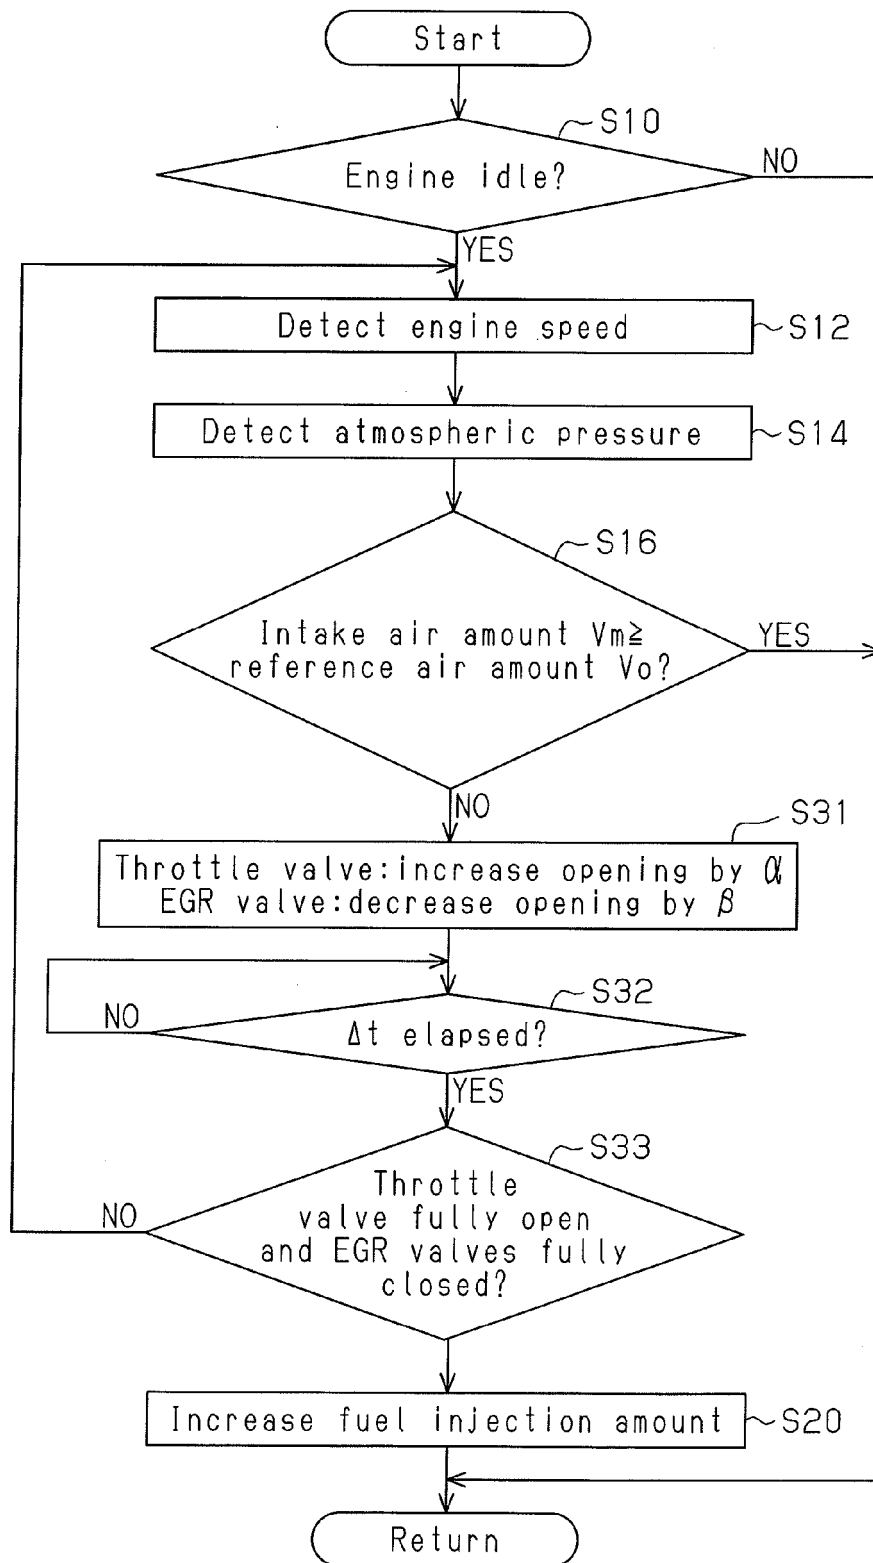 Start
S10
Engine idle?
NO
YES
Detect engine speed
S12
Detect atmospheric pressure
S14
S16
Intake air amount Vm≧
reference air amount Vo?
YES
NO
S31
Throttle valve:increase opening by α
EGR valve:decrease opening by β
S32
NO
Δt elapsed?
YES
S33
Throttle
valve fully open
and EGR valves fully
closed?
NO
Increase fuel injection amount
S20
Return